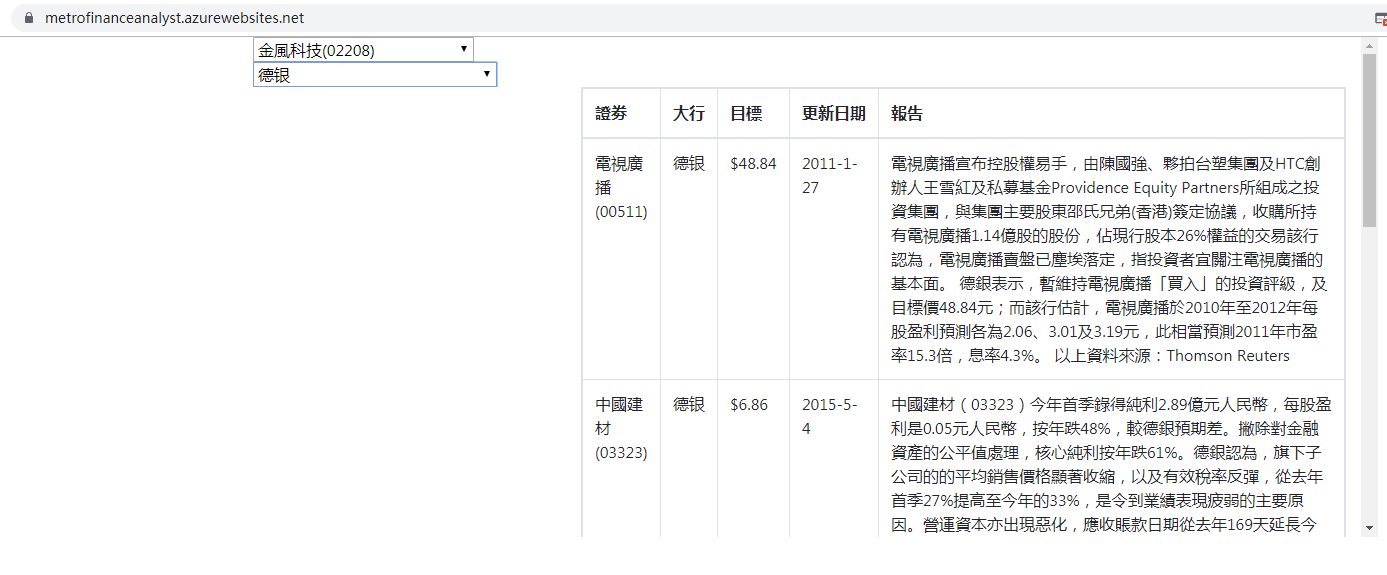 metrofinanceanalyst.azurewebsites.net
金風科技(02208)
德银
證券 大行 目標 更新日期 報告
電視廣 德银 $48.84 2011-1- 電視廣播宣布控股權易手，由陳國強、夥拍台塑集團及HTC創
播 27 辦人王雪紅及私募基金Providence Equity Partners所組成之投
(00511) 資集團，與集團主要股東邵氏兄弟(香港)簽定協議，收購所持
有電視廣播1.14億股的股份，佔現行股本26%權益的交易該行
認為，電視廣播賣盤已塵埃落定，指投資者宜關注電視廣播的
基本面。 德銀表示，暫維持電視廣播「買入」的投資評級，及
目標價48.84元；而該行估計，電視廣播於2010年至2012年每
股盈利預測各為2.06、3.01及3.19元，此相當預測2011年市盈
率15.3倍，息率4.3%。 以上資料來源：Thomson Reuters
中國建 德银 $6.86 2015-5- 中國建材（03323）今年首季錄得純利2.89億元人民幣，每股盈
材 4 利是0.05元人民幣，按年跌48%，較德銀預期差。撇除對金融
(03323) 資產的公平值處理，核心純利按年跌61%。德銀認為，旗下子
公司的的平均銷售價格顯著收縮，以及有效稅率反彈，從去年
首季27%提高至今年的33%，是令到業績表現疲弱的主要原
因。營運資本亦出現惡化，應收賬款日期從去年169天延長今